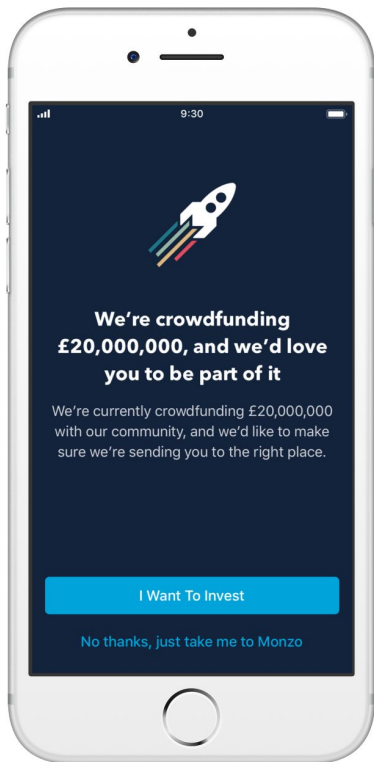 9:30
We're crowdfunding
£20,000,000, and we'd love
you to be part of it
We're currently crowdfunding £20,000,000
with our community, and we'd like to make
sure we're sending you to the right place.
I Want To Invest
No thanks, just take me to Monzo